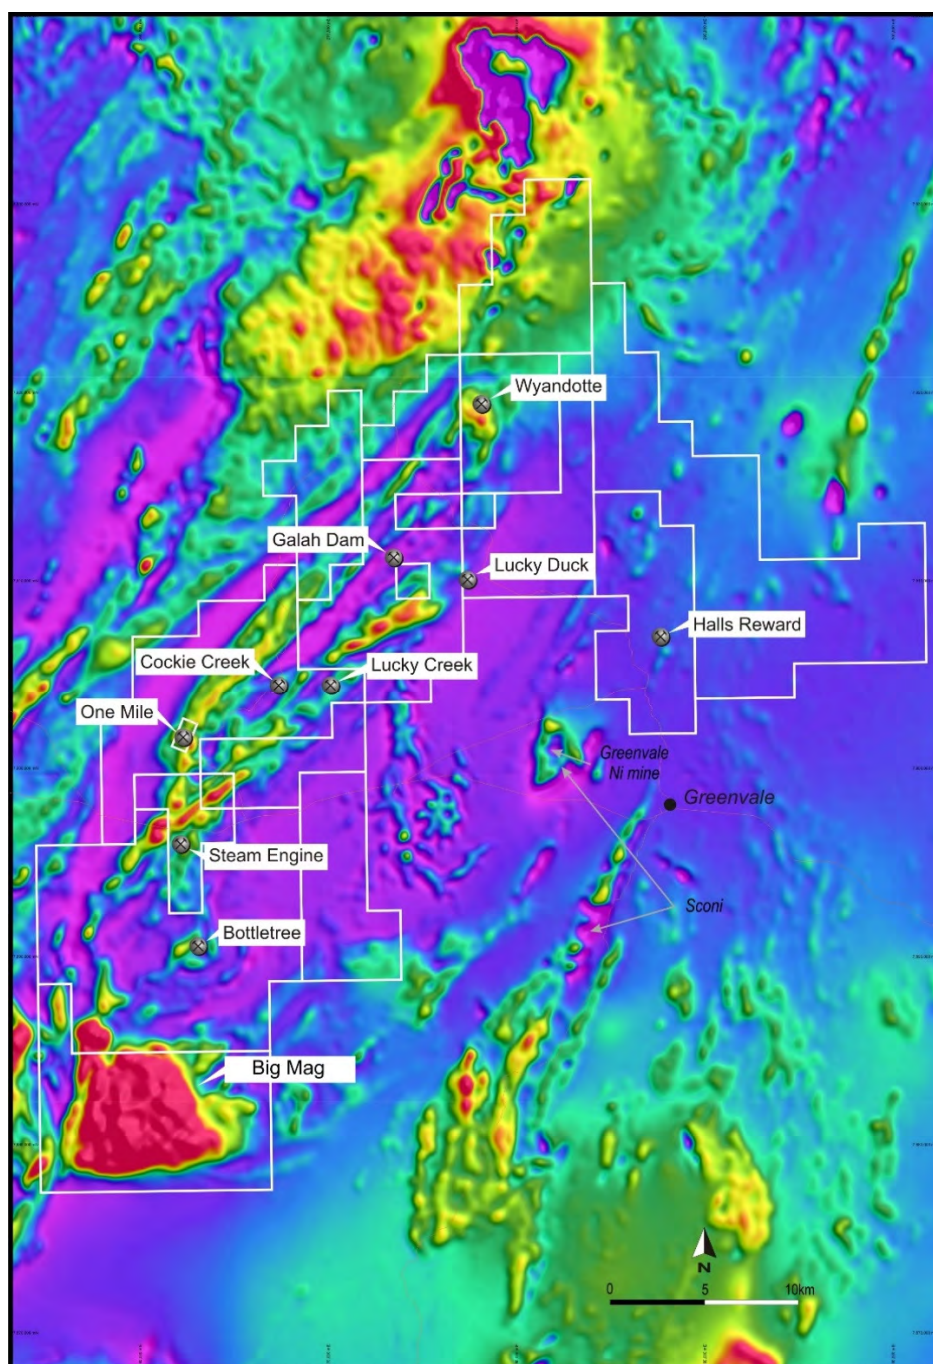 Wyandotte
Galah Dam
Lucky Duck
Halls Reward
Cockie Creek
Lucky Creek
One Mile
Greenvale
Ni mine
Greenvale
Steam Engine
Sconi
Bottletree
Big Mag
N
0 5 10km